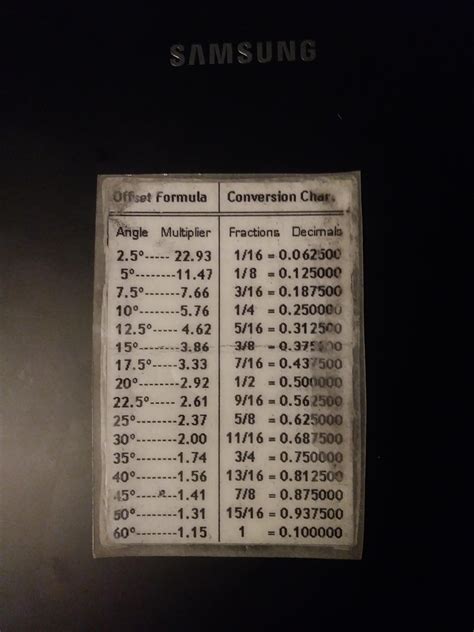 SAMSUNG
Offset Formula Conversion Chart
Angle Multiplier Fractions Decimals
2.5°----- 22.93 1/16 = 0.062500
5°--------11.47 1/8 = 0.125000
7.5°------ 7.66 3/16 = 0.187500
10°------- 5.76 1/4 = 0.250000
12.5°----- 4.62 5/16 = 0.312500
15°--------3.86 3/8 = 0.375000
17.5°----- 3.33 7/16 = 0.437500
20°------- 2.92 1/2 = 0.500000
22.5°----- 2.61 9/16 = 0.562500
25°------- 2.37 5/8 = 0.625000
30°------- 2.00 11/16 = 0.687500
35°--------1.74 3/4 = 0.750000
40°--------1.56 13/16 = 0.812500
45°--------1.41 7/8 = 0.875000
50°--------1.31 15/16 = 0.937500
60°--------1.15 1 = 0.100000